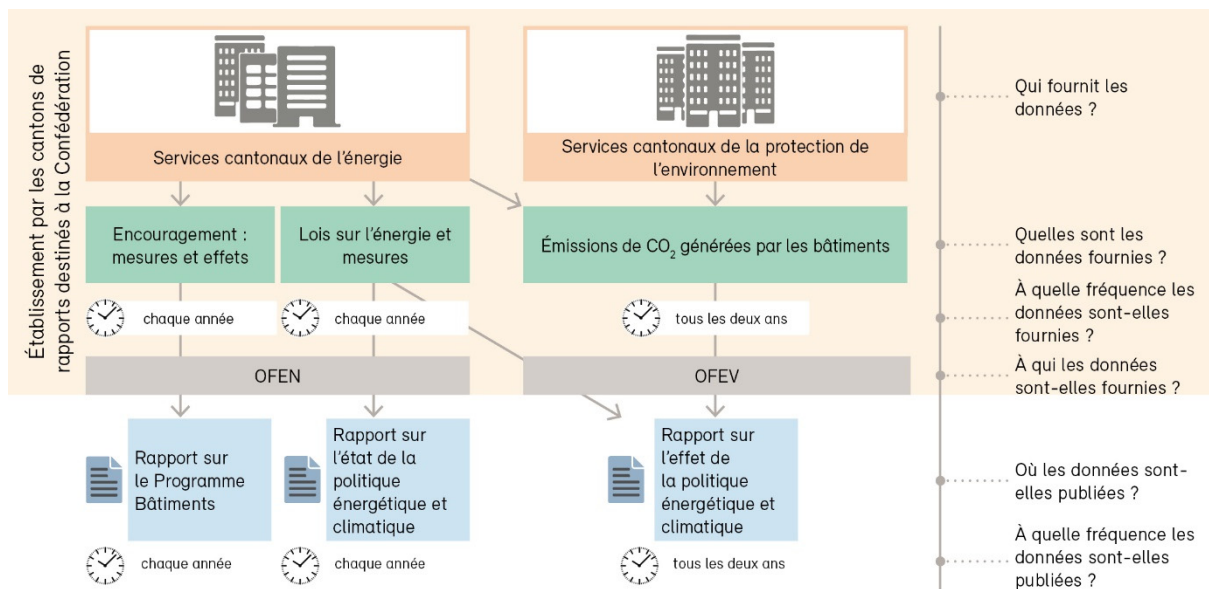 Établissement par les cantons de
rapports destinés à la Confédération
Services cantonaux de l'énergie
Services cantonaux de la protection de
l'environnement
Qui fournit les
données ?
Encouragement :
mesures et effets
Lois sur l'énergie et
mesures
Émissions de CO₂ générées par les bâtiments
Quelles sont les
données fournies ?
chaque année
chaque année
tous les deux ans
À quelle fréquence les
données sont-elles
fournies ?
OFEN
OFEV
À qui les données
sont-elles fournies ?
Rapport sur
le Programme
Bâtiments
Rapport sur
l'état de la
politique
énergétique et
climatique
Rapport sur
l'effet de
la politique
énergétique et
climatique
Où les données sont-
elles publiées ?
chaque année
chaque année
tous les deux ans
À quelle fréquence les
données sont-elles
publiées ?